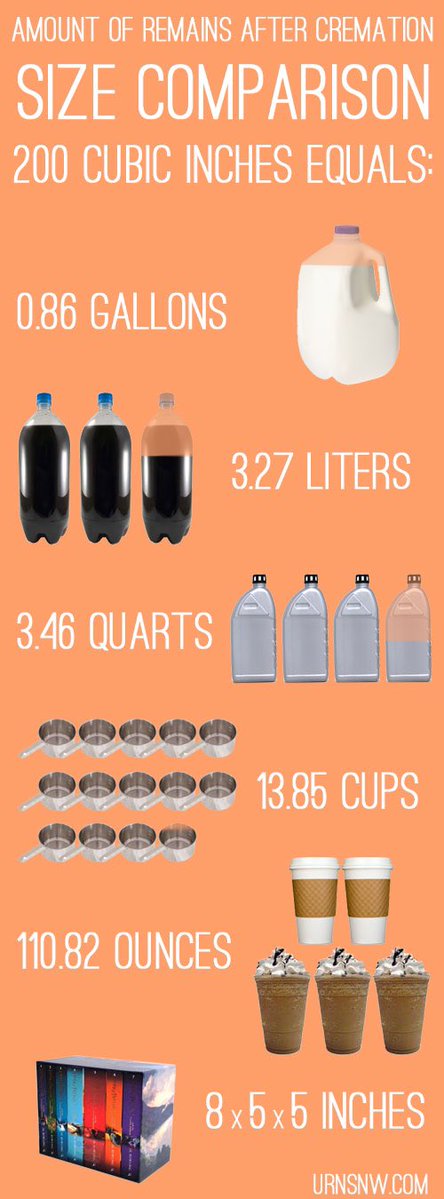 AMOUNT OF REMAINS AFTER CREMATION
SIZE COMPARISON
200 CUBIC INCHES EQUALS:
0.86 GALLONS
3.27 LITERS
3.46 QUARTS
13.85 CUPS
110.82 OUNCES
8 x 5 x 5 INCHES
URNSNW.COM